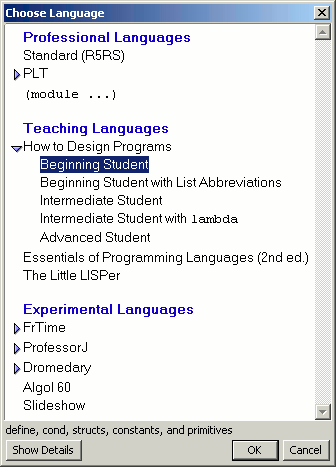 Choose Language
Professional Languages
Standard (R5RS)
PLT
(module ...)
Teaching Languages
How to Design Programs
Beginning Student
Beginning Student with List Abbreviations
Intermediate Student
Intermediate Student with lambda
Advanced Student
Essentials of Programming Languages (2nd ed.)
The Little LISPer
Experimental Languages
FrTime
ProfessorJ
Dromedary
Algol 60
Slideshow
define, cond, structs, constants, and primitives
Show Details OK Cancel